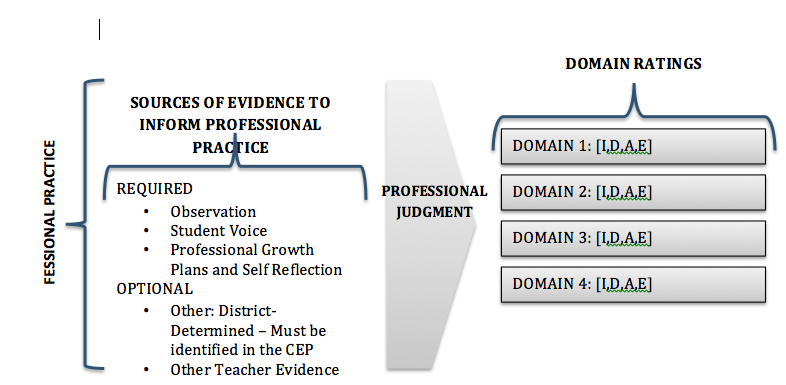 DOMAIN RATINGS
SOURCES OF EVIDENCE TO
INFORM PROFESSIONAL
PRACTICE
FESSIONAL PRACTICE
REQUIRED
• Observation
• Student Voice
• Professional Growth
Plans and Self Reflection
OPTIONAL
• Other: District-
Determined – Must be
identified in the CEP
• Other Teacher Evidence
PROFESSIONAL
JUDGMENT
DOMAIN 1: [I,D,A,E]
DOMAIN 2: [I,D,A,E]
DOMAIN 3: [I,D,A,E]
DOMAIN 4: [I,D,A,E]